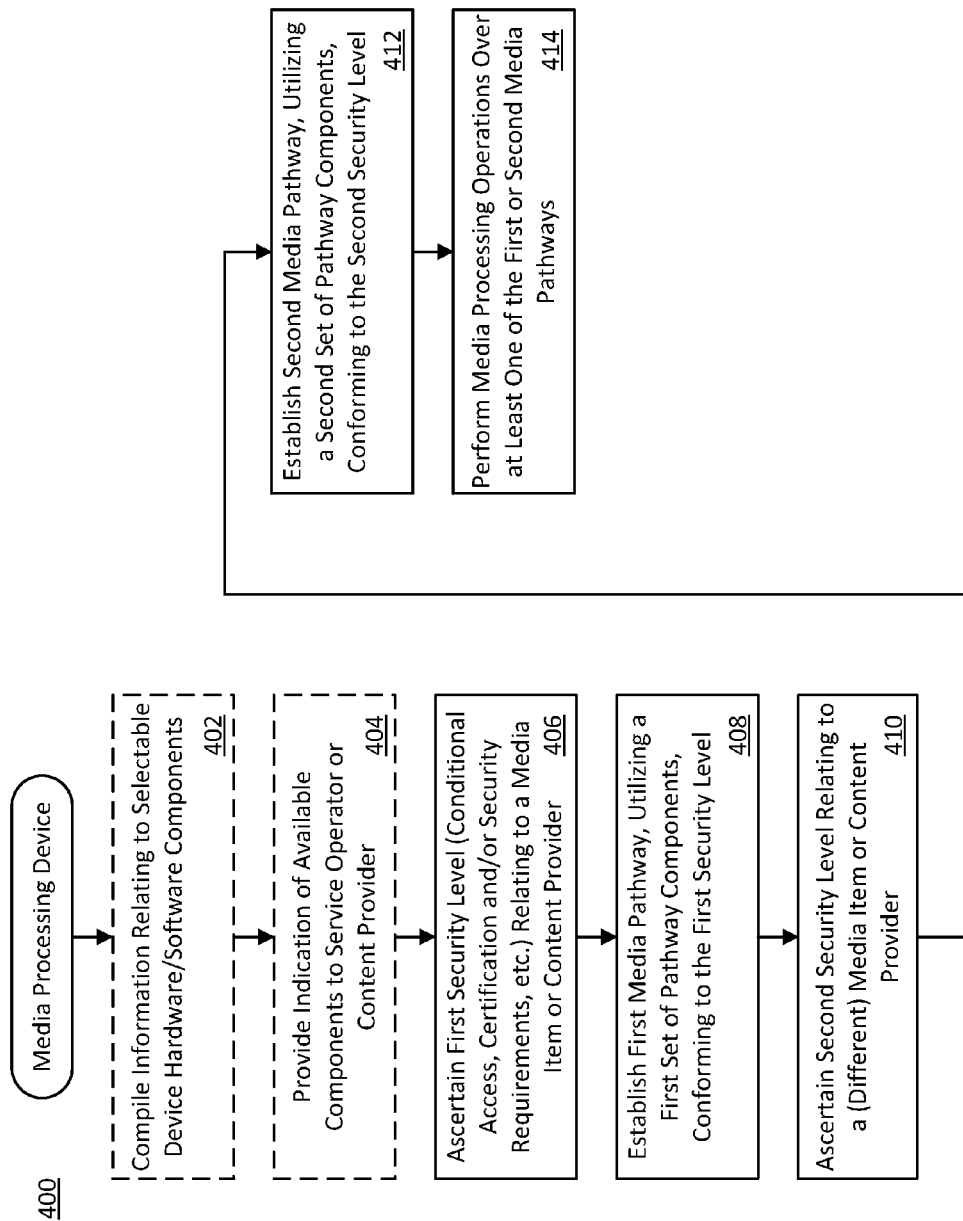 400
Media Processing Device
Compile Information Relating to Selectable
Device Hardware/Software Components
402
Provide Indication of Available
Components to Service Operator or
Content Provider
404
Ascertain First Security Level (Conditional
Access, Certification and/or Security
Requirements, etc.) Relating to a Media
Item or Content Provider
406
Establish First Media Pathway, Utilizing a
First Set of Pathway Components,
Conforming to the First Security Level
408
Ascertain Second Security Level Relating to
a (Different) Media Item or Content
Provider
410
Establish Second Media Pathway, Utilizing
a Second Set of Pathway Components,
Conforming to the Second Security Level
412
Perform Media Processing Operations Over
at Least One of the First or Second Media
Pathways
414